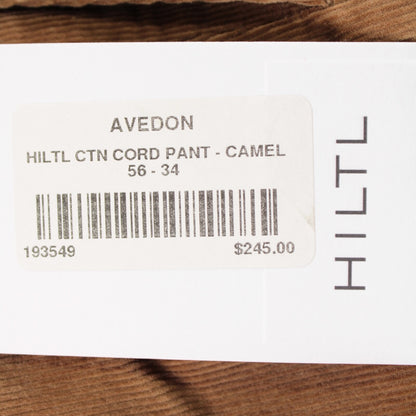 AVEDON
HILTL CTN CORD PANT - CAMEL
56 - 34
193549
$245.00
HILTL